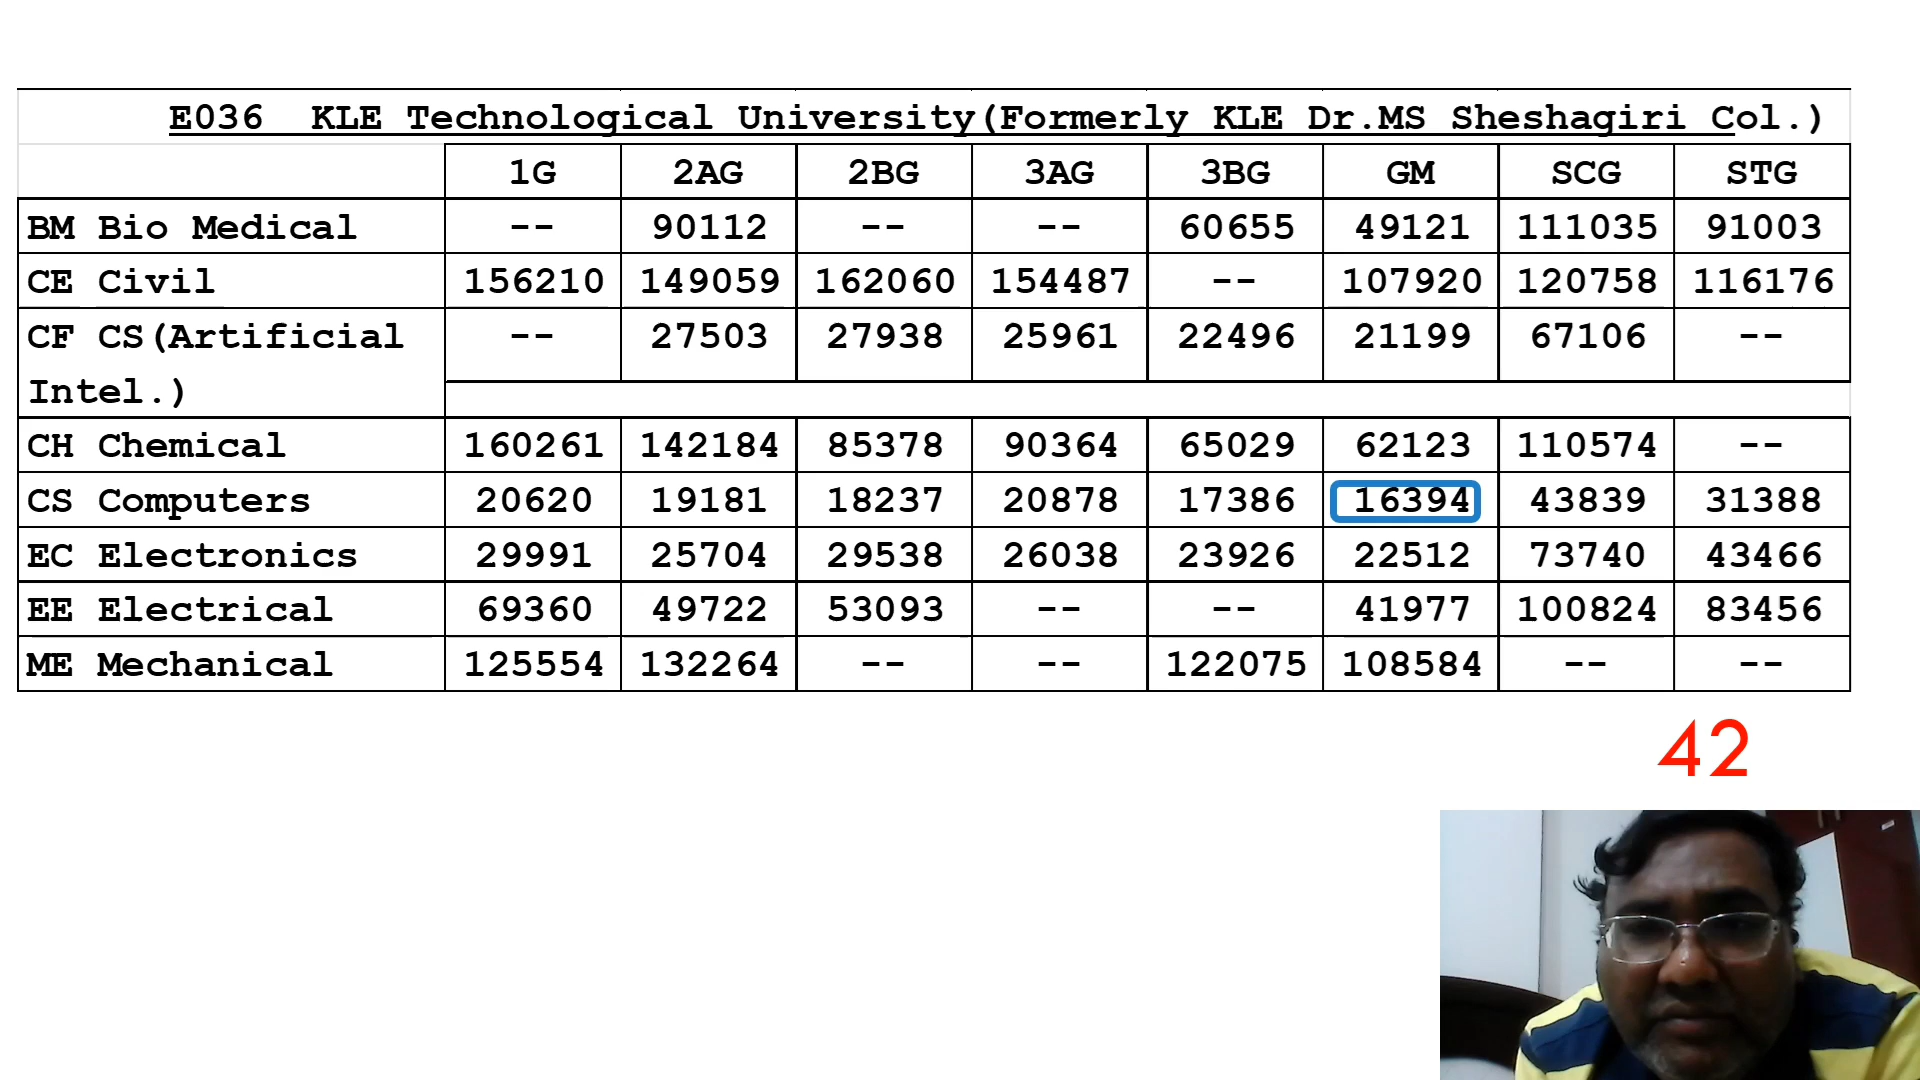 E036 KLE Technological University(Formerly KLE Dr.MS Sheshagiri Col.)
1G 2AG 2BG 3AG 3BG GM SCG STG
BM Bio Medical -- 90112 -- -- 60655 49121 111035 91003
CE Civil 156210 149059 162060 154487 -- 107920 120758 116176
CF CS(Artificial -- 27503 27938 25961 22496 21199 67106 --
Intel.)
CH Chemical 160261 142184 85378 90364 65029 62123 110574 --
CS Computers 20620 19181 18237 20878 17386 16394 43839 31388
EC Electronics 29991 25704 29538 26038 23926 22512 73740 43466
EE Electrical 69360 49722 53093 -- -- 41977 100824 83456
ME Mechanical 125554 132264 -- -- 122075 108584 -- --
42